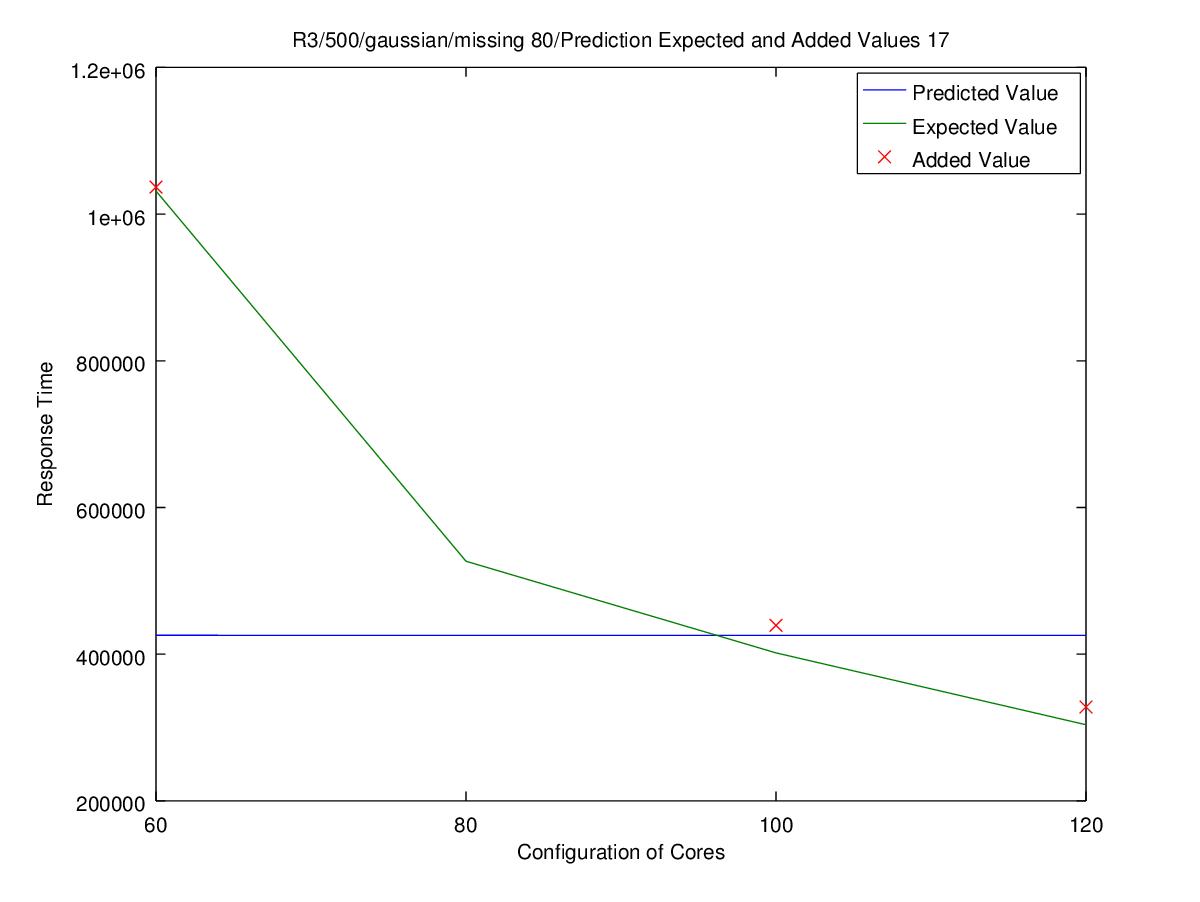 R3/500/gaussian/missing 80/Prediction Expected and Added Values 17
1.2e+06
1e+06
800000
600000
400000
200000
Response Time
Predicted Value
Expected Value
Added Value
60 80 100 120
Configuration of Cores